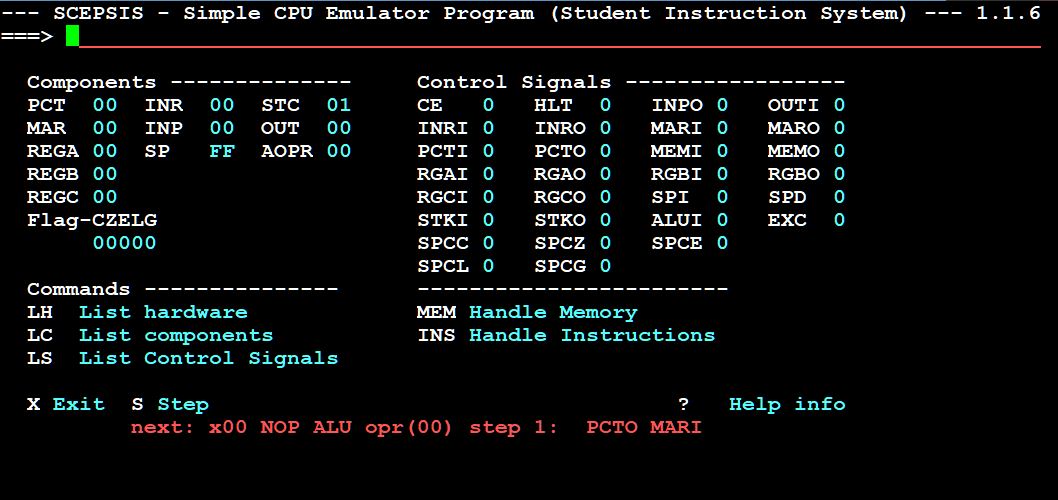 --- SCEPSIS - Simple CPU Emulator Program (Student Instruction System) --- 1.1.6
===>
Components -------------- Control Signals -----------------
PCT 00 INR 00 STC 01 CE 0 HLT 0 INPO 0 OUTI 0
MAR 00 INP 00 OUT 00 INRI 0 INRO 0 MARI 0 MARO 0
REGA 00 SP FF AOPR 00 PCTI 0 PCTO 0 MEMI 0 MEMO 0
REGB 00 RGAI 0 RGAO 0 RGBI 0 RGBO 0
REGC 00 RGCI 0 RGCO 0 SPI 0 SPD 0
Flag-CZELG STKI 0 STKO 0 ALUI 0 EXC 0
00000 SPCC 0 SPCZ 0 SPCE 0
SPCL 0 SPCG 0
Commands --------------- ------------------------
LH List hardware MEM Handle Memory
LC List components INS Handle Instructions
LS List Control Signals
X Exit S Step ? Help info
next: x00 NOP ALU opr(00) step 1: PCTO MARI